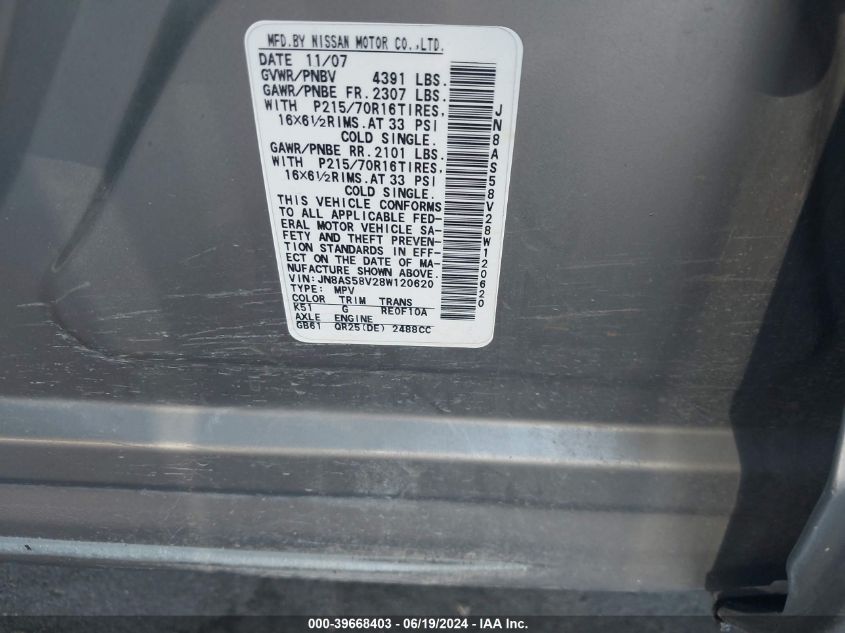 MFD.BY NISSAN MOTOR CO.,LTD.
DATE 11/07
GVWR/PNBV 4391 LBS.
GAWR/PNBE FR. 2307 LBS.
WITH P215/70R16TIRES,
16X6½RIMS.AT 33 PSI
COLD SINGLE.
GAWR/PNBE RR. 2101 LBS.
WITH P215/70R16TIRES,
16X6½RIMS.AT 33 PSI
COLD SINGLE.
THIS VEHICLE CONFORMS
TO ALL APPLICABLE FED-
ERAL MOTOR VEHICLE SA-
FETY AND THEFT PREVEN-
TION STANDARDS IN EFF-
ECT ON THE DATE OF MA-
NUFACTURE SHOWN ABOVE.
VIN: JN8AS58V28W120620
TYPE: MPV
COLOR TRIM TRANS
K51 G RE0F10A
AXLE ENGINE
GB61 QR25(DE) 2488CC
JN8AS58V28W120620
000-39668403 - 06/19/2024 - IAA Inc.